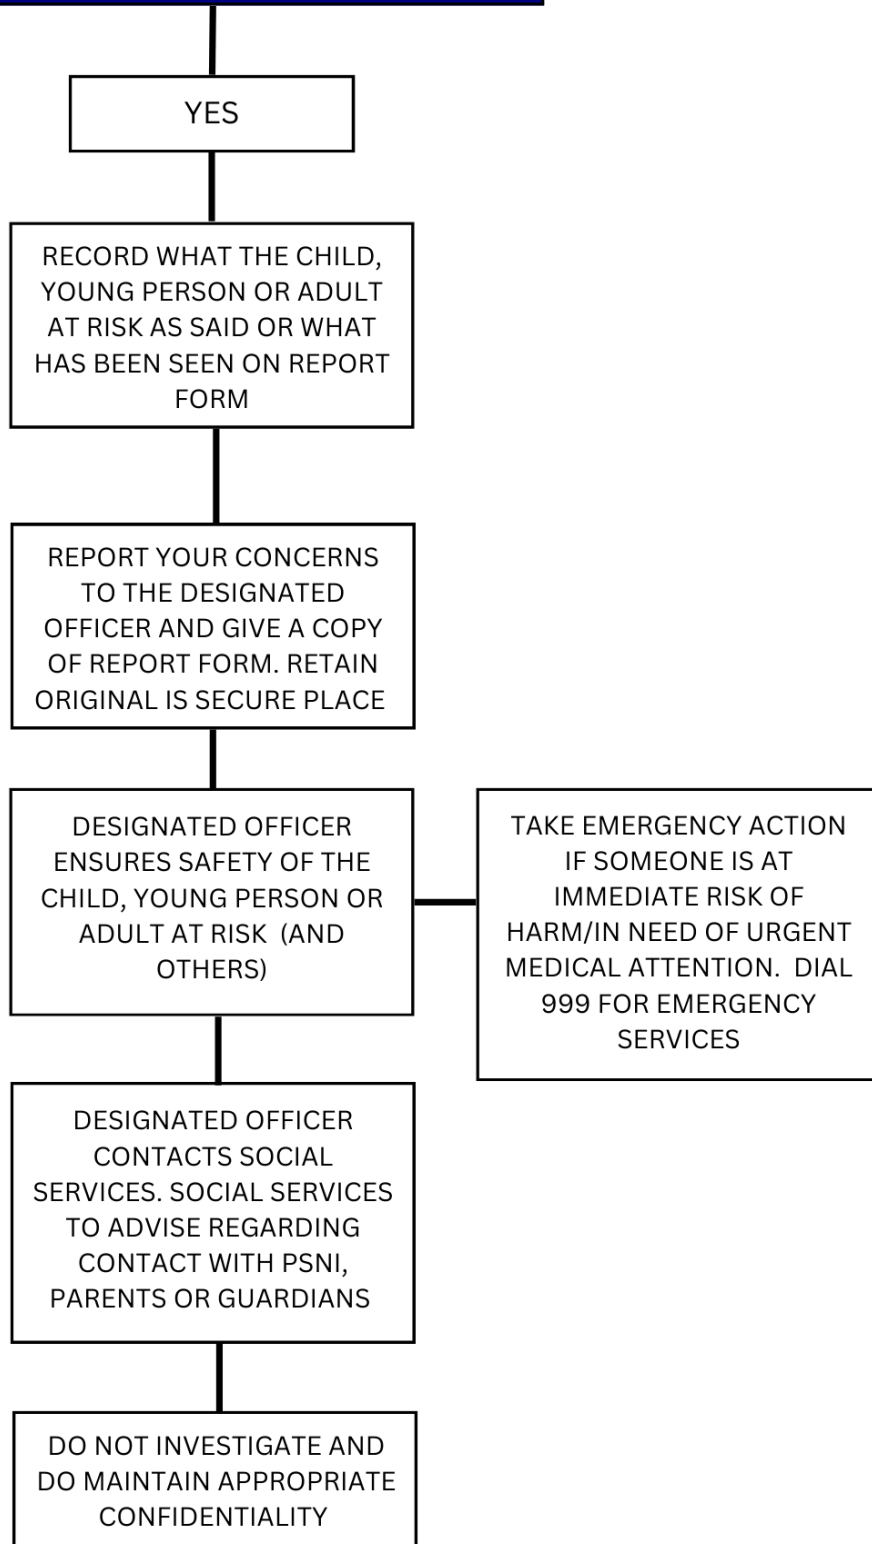 YES
RECORD WHAT THE CHILD,
YOUNG PERSON OR ADULT
AT RISK AS SAID OR WHAT
HAS BEEN SEEN ON REPORT
FORM
REPORT YOUR CONCERNS
TO THE DESIGNATED
OFFICER AND GIVE A COPY
OF REPORT FORM. RETAIN
ORIGINAL IS SECURE PLACE
DESIGNATED OFFICER
ENSURES SAFETY OF THE
CHILD, YOUNG PERSON OR
ADULT AT RISK  (AND
OTHERS)
TAKE EMERGENCY ACTION
IF SOMEONE IS AT
IMMEDIATE RISK OF
HARM/IN NEED OF URGENT
MEDICAL ATTENTION.  DIAL
999 FOR EMERGENCY
SERVICES
DESIGNATED OFFICER
CONTACTS SOCIAL
SERVICES. SOCIAL SERVICES
TO ADVISE REGARDING
CONTACT WITH PSNI,
PARENTS OR GUARDIANS
DO NOT INVESTIGATE AND
DO MAINTAIN APPROPRIATE
CONFIDENTIALITY